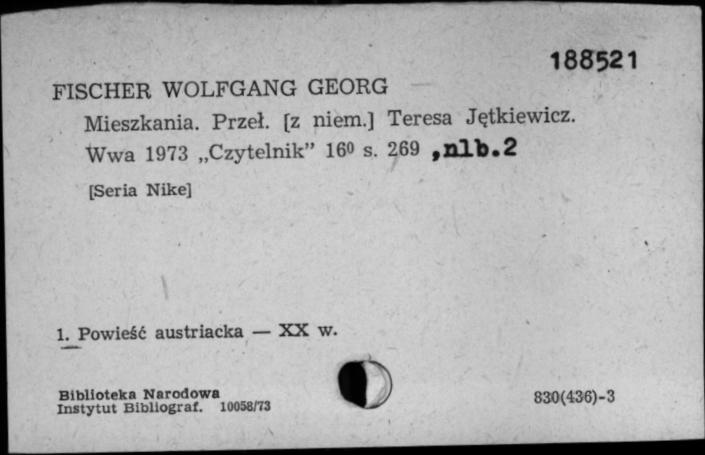 188521
FISCHER WOLFGANG GEORG
Mieszkania. Przeł. [z niem.] Teresa Jętkiewicz.
Wwa 1973 „Czytelnik” 16⁰ s. 269 ,nlb.2
[Seria Nike]
1. Powieść austriacka — XX w.
Biblioteka Narodowa
Instytut Bibliograf. 10058/73
830(436)-3